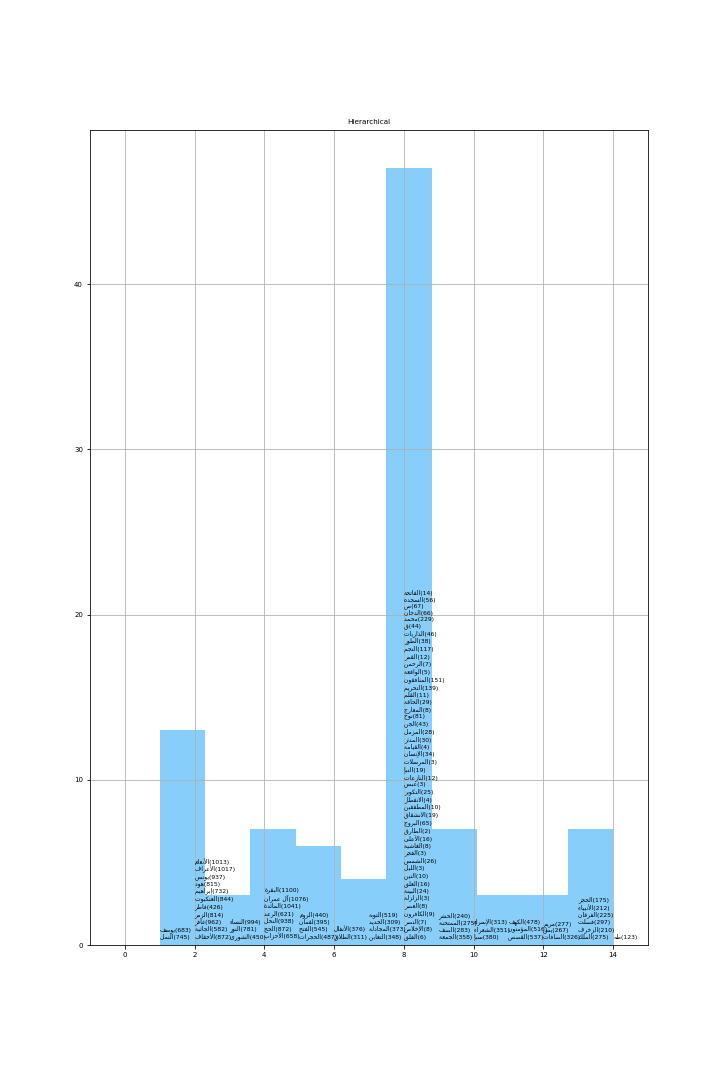 Hierarchical
40
30
20
10
0
الفاتحة(14)
السجدة(56)
ص(67)
الدخان(66)
محمد(229)
ق(44)
الذاريات(46)
الطور(38)
النجم(117)
القمر(12)
الرحمن(7)
الواقعة(5)
المنافقون(151)
التحريم(139)
القلم(11)
الحاقة(29)
المعارج(8)
نوح(81)
الجن(43)
المزمل(28)
المدثر(30)
القيامة(4)
الإنسان(34)
المرسلات(3)
النبأ(19)
النازعات(12)
عبس(3)
التكوير(25)
الانفطار(4)
المطففين(10)
الانشقاق(19)
البروج(65)
الطارق(2)
الأعلى(16)
الغاشية(8)
الفجر(3)
الشمس(26)
الليل(3)
التين(10)
العلق(16)
البينة(24)
الزلزلة(3)
العصر(8)
الكافرون(9)
النصر(7)
الإخلاص(8)
الفلق(6)
يوسف(683)
النمل(745)
الأنعام(1013)
الأعراف(1017)
يونس(937)
هود(815)
إبراهيم(732)
العنكبوت(844)
فاطر(426)
الزمر(814)
غافر(962)
الجاثية(582)
الأحقاف(872)
النساء(994)
النور(781)
الشورى(450)
البقرة(1100)
آل عمران(1076)
المائدة(1041)
الرعد(621)
النحل(938)
الحج(872)
الأحزاب(658)
الروم(440)
لقمان(395)
الفتح(545)
الحجرات(487)
الأنفال(376)
الطلاق(311)
التوبة(519)
الحديد(309)
المجادلة(373)
التغابن(348)
الحشر(240)
الممتحنة(275)
الصف(283)
الجمعة(358)
الإسراء(313)
الشعراء(351)
سبأ(380)
الكهف(478)
المؤمنون(516)
القصص(537)
مريم(277)
يس(267)
الصافات(326)
الحجر(175)
الأنبياء(212)
الفرقان(225)
فصلت(297)
الزخرف(210)
الملك(275)
طه(123)
0 2 4 6 8 10 12 14